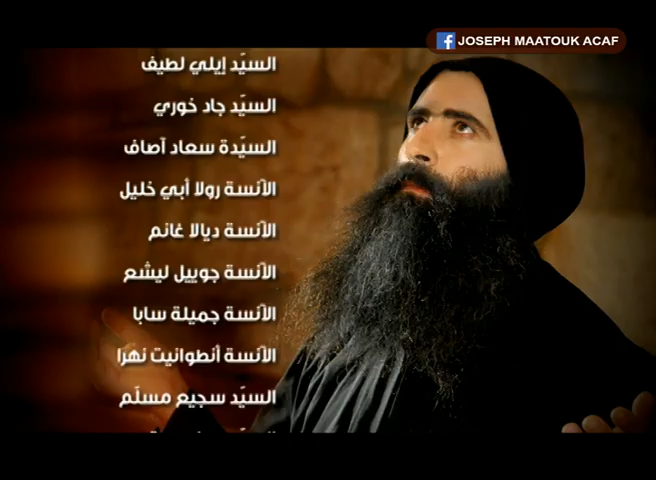 JOSEPH MAATOUK ACAF
السيّد إيلي لطيف
السيّد جاد خوري
السيّدة سعاد آصاف
الآنسة رولا أبي خليل
الآنسة ديالا غانم
الآنسة جوييل ليشع
الآنسة جميلة سابا
الآنسة أنطوانيت نهرا
السيّد سجيع مسلّم